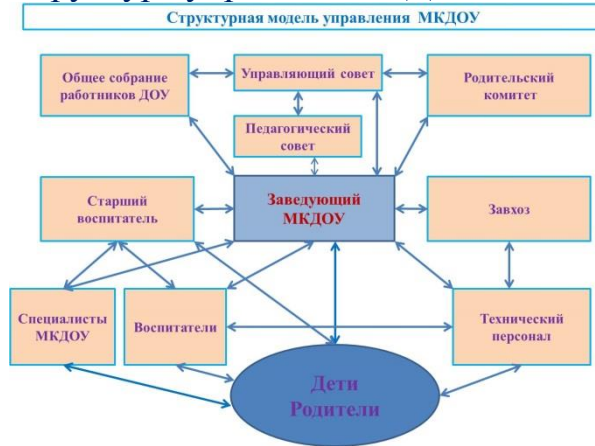 Структурная модель управления МКДОУ
Общее собрание
работников ДОУ
Управляющий совет
Родительский
комитет
Педагогический
совет
Старший
воспитатель
Заведующий
МКДОУ
Завхоз
Специалисты
МКДОУ
Воспитатели
Технический
персонал
Дети
Родители